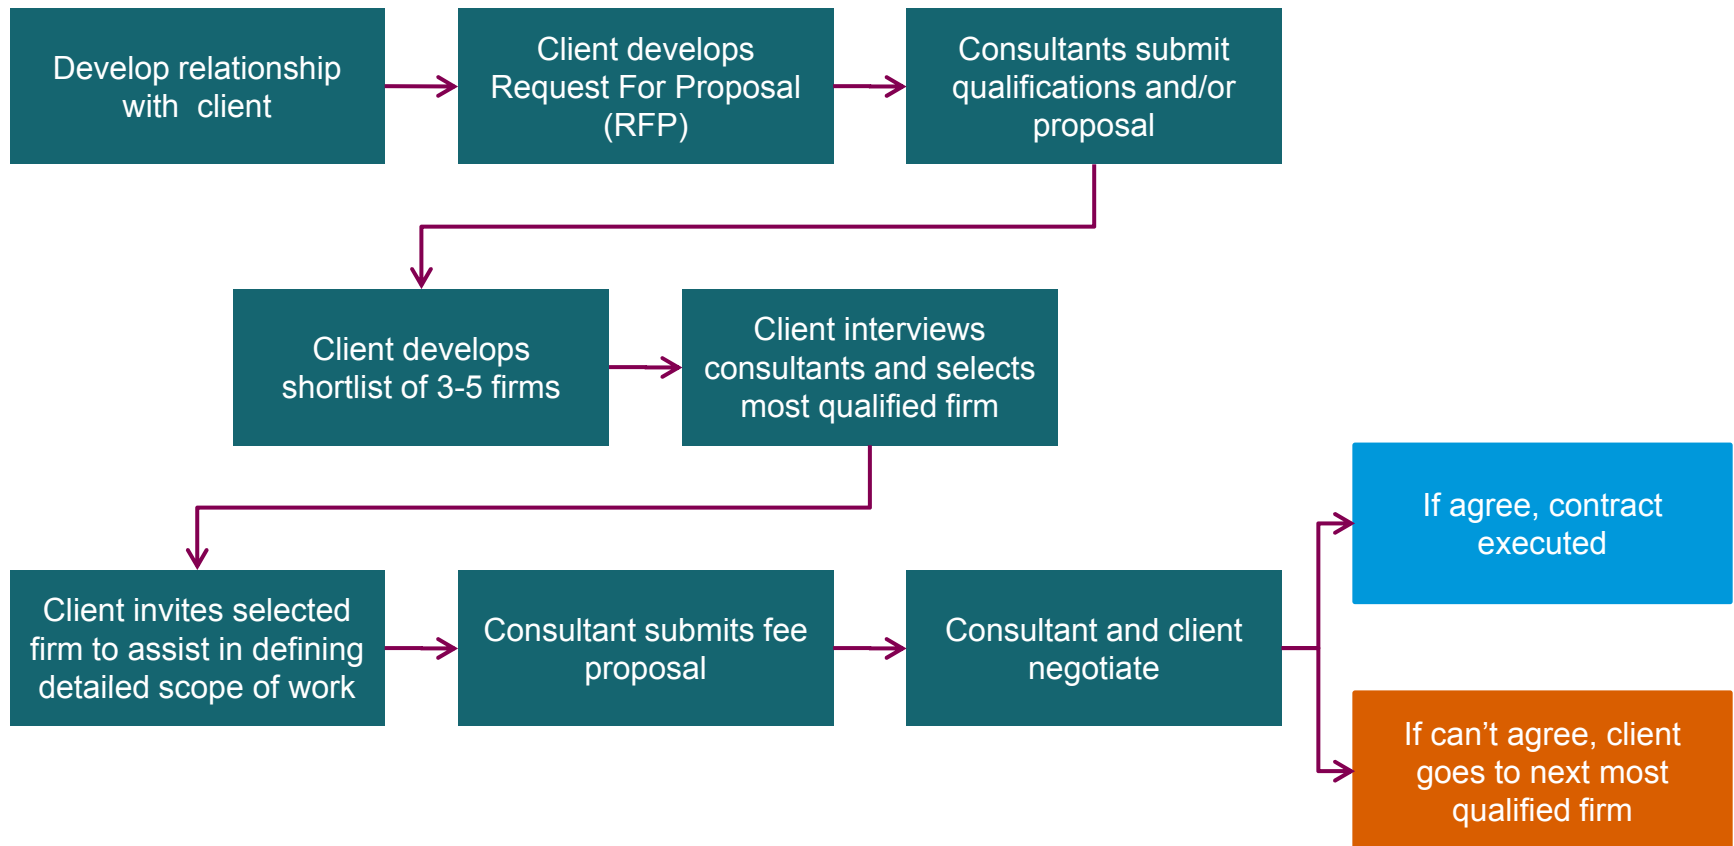 Develop relationship
with client
Client develops
Request For Proposal
(RFP)
Consultants submit
qualifications and/or
proposal
Client develops
shortlist of 3-5 firms
Client interviews
consultants and selects
most qualified firm
Client invites selected
firm to assist in defining
detailed scope of work
Consultant submits fee
proposal
Consultant and client
negotiate
If agree, contract
executed
If can’t agree, client
goes to next most
qualified firm